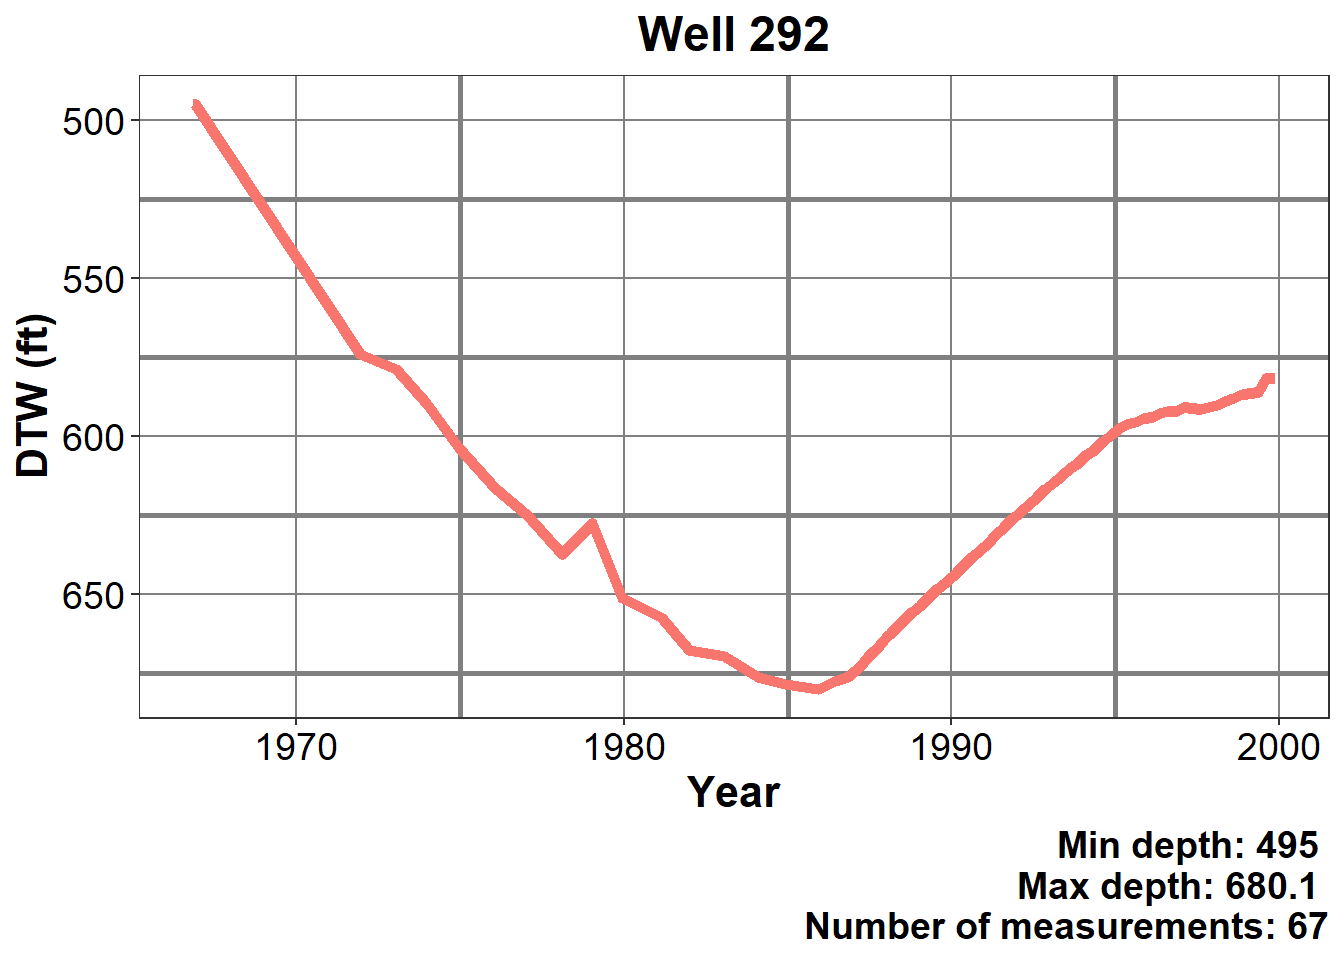 Well 292
500
550
600
650
DTW (ft)
1970 1980 1990 2000
Year
Min depth: 495
Max depth: 680.1
Number of measurements: 67